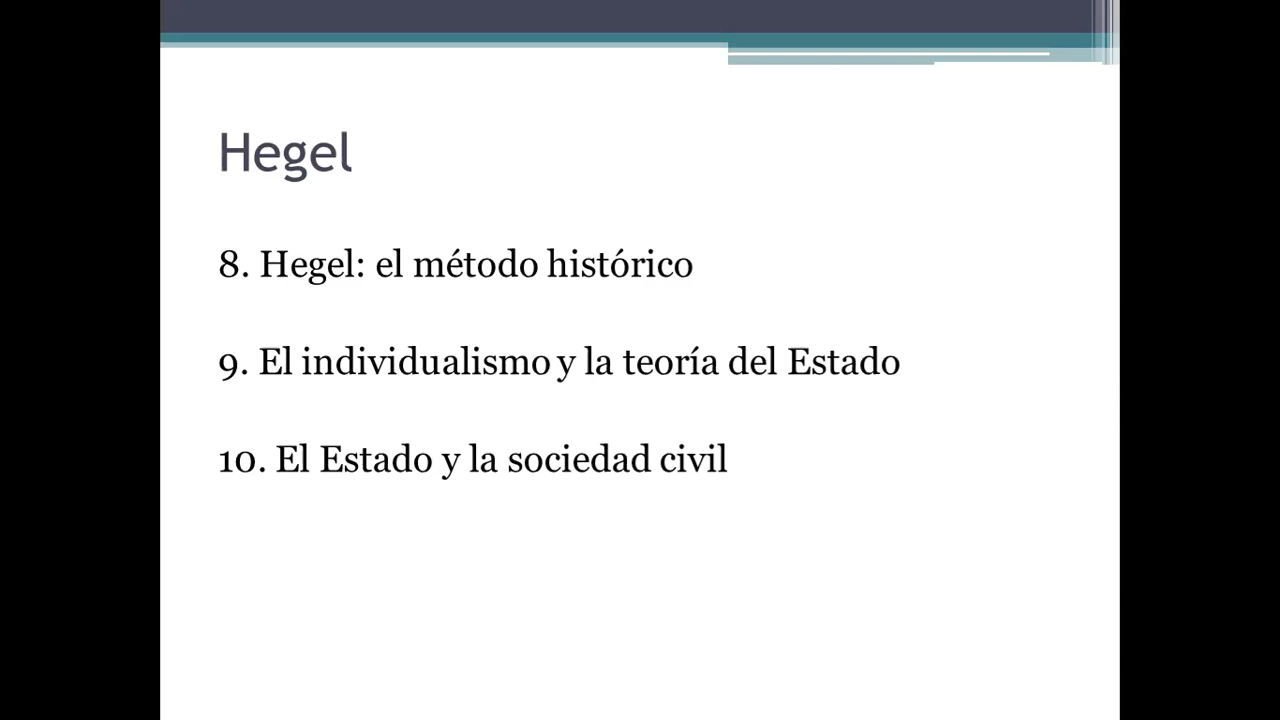 Hegel
8. Hegel: el método histórico
9. El individualismo y la teoría del Estado
10. El Estado y la sociedad civil